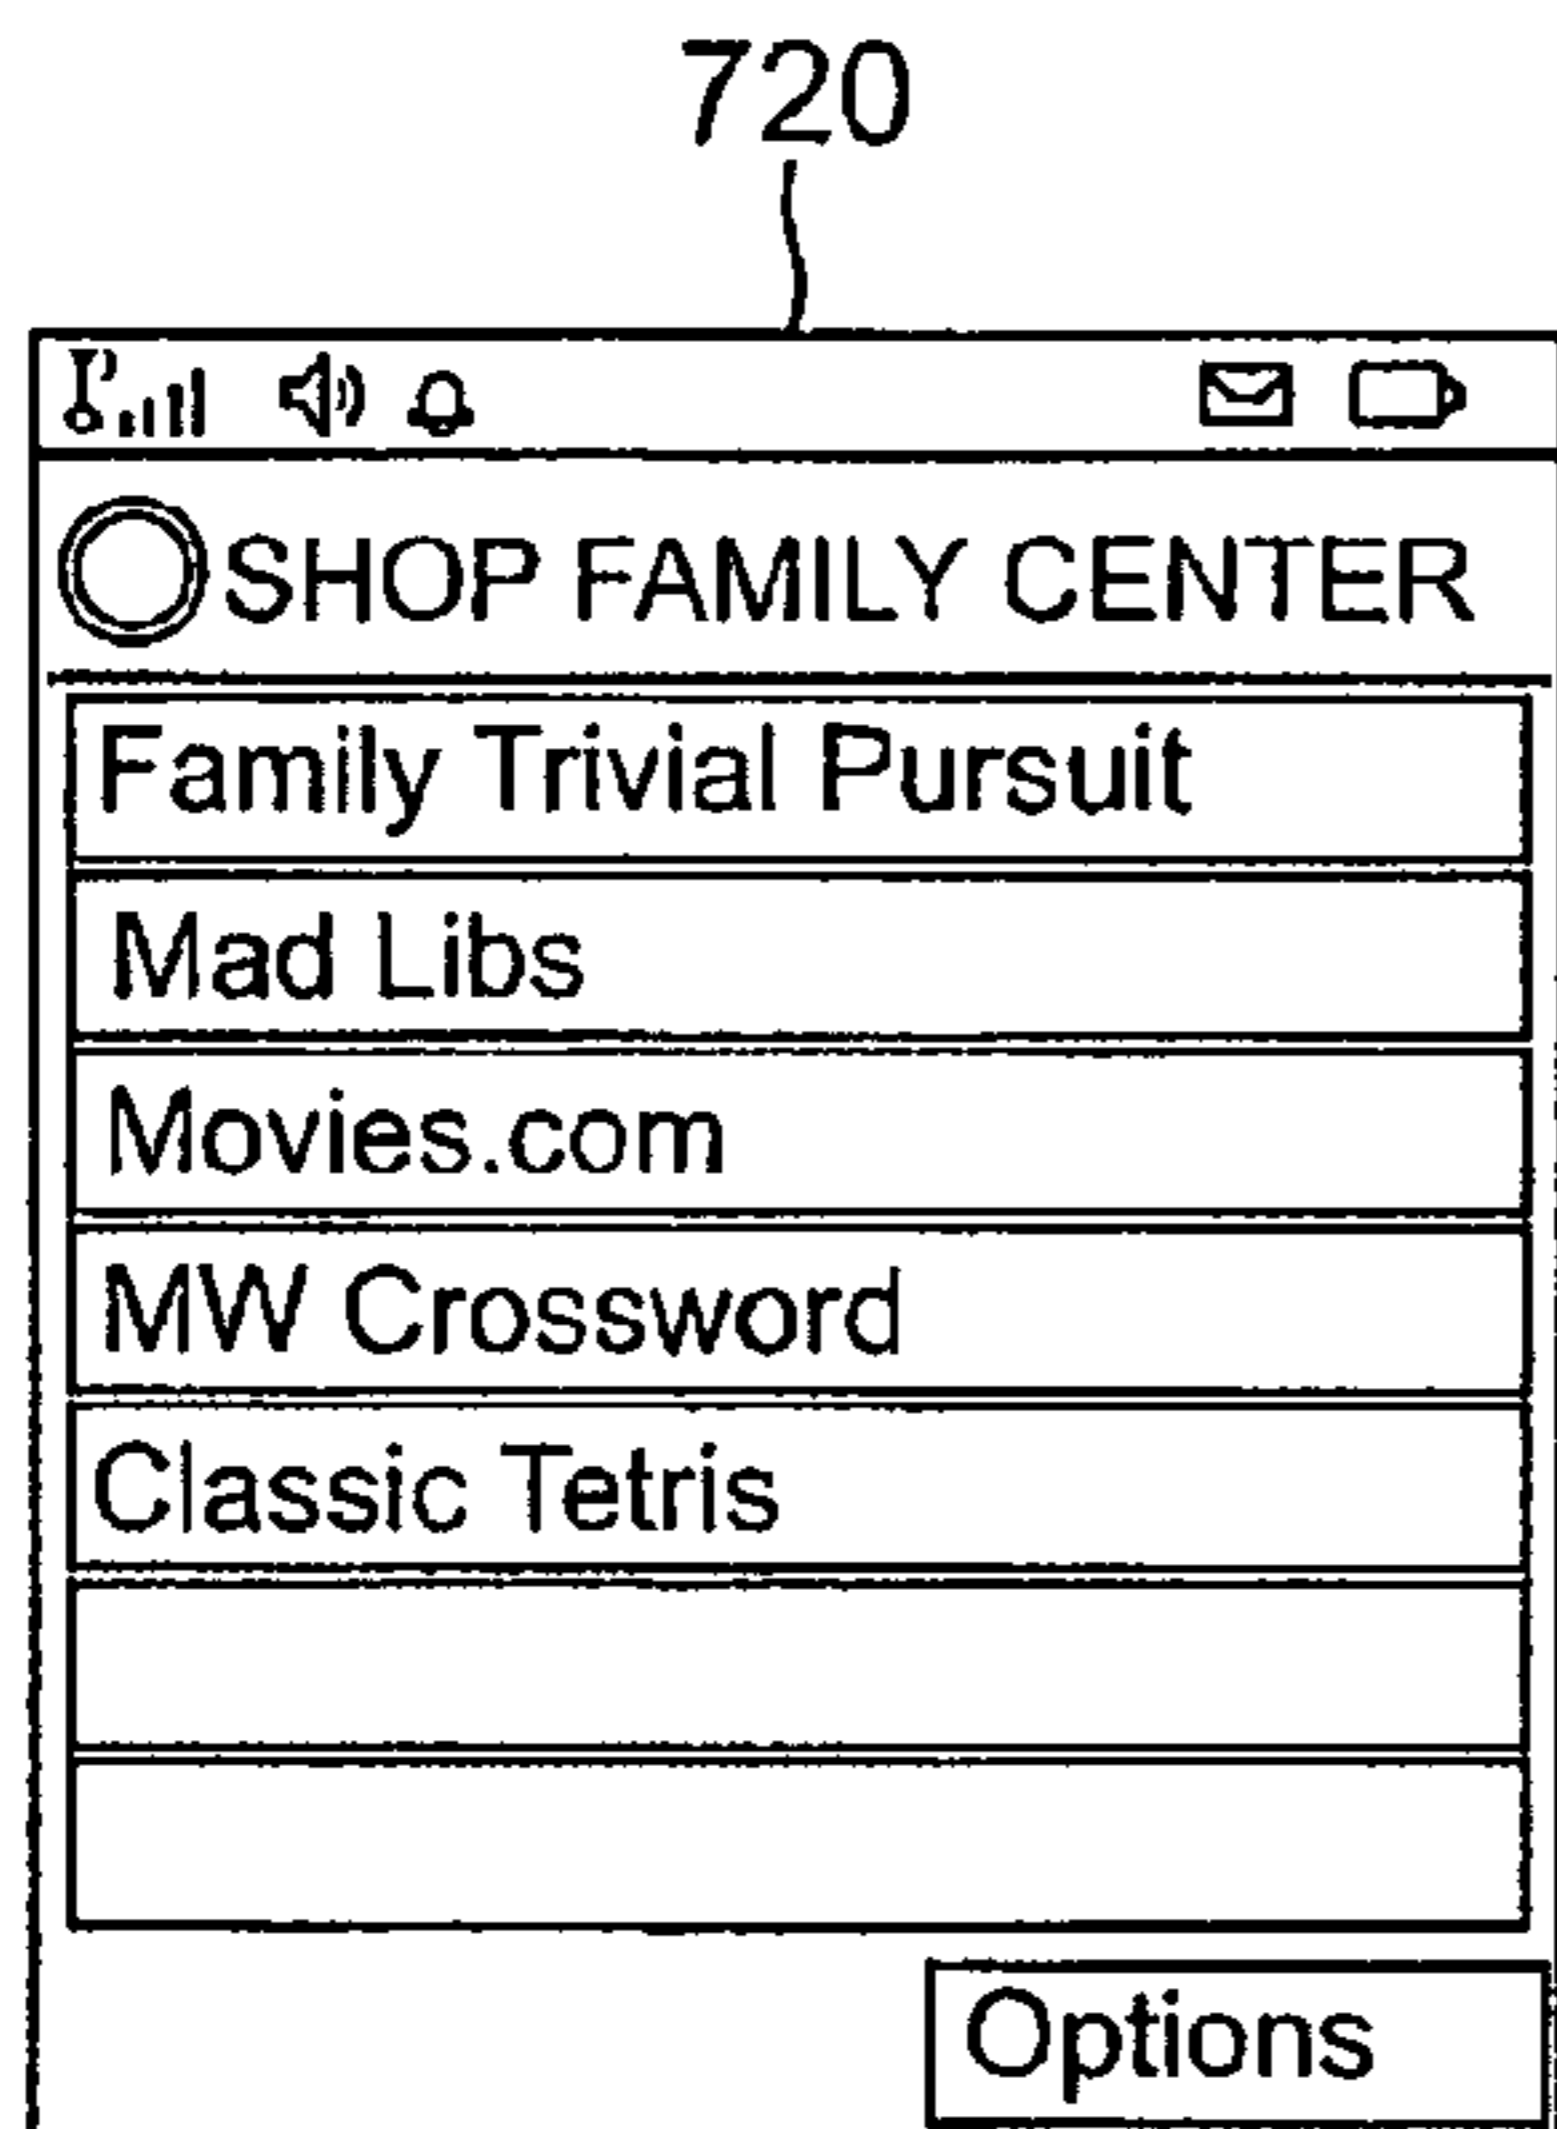 720
SHOP FAMILY CENTER
Family Trivial Pursuit
Mad Libs
Movies.com
MW Crossword
Classic Tetris
Options